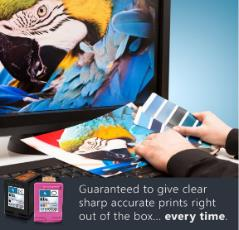 Guaranteed to give clear
sharp accurate prints right
out of the box... every time.